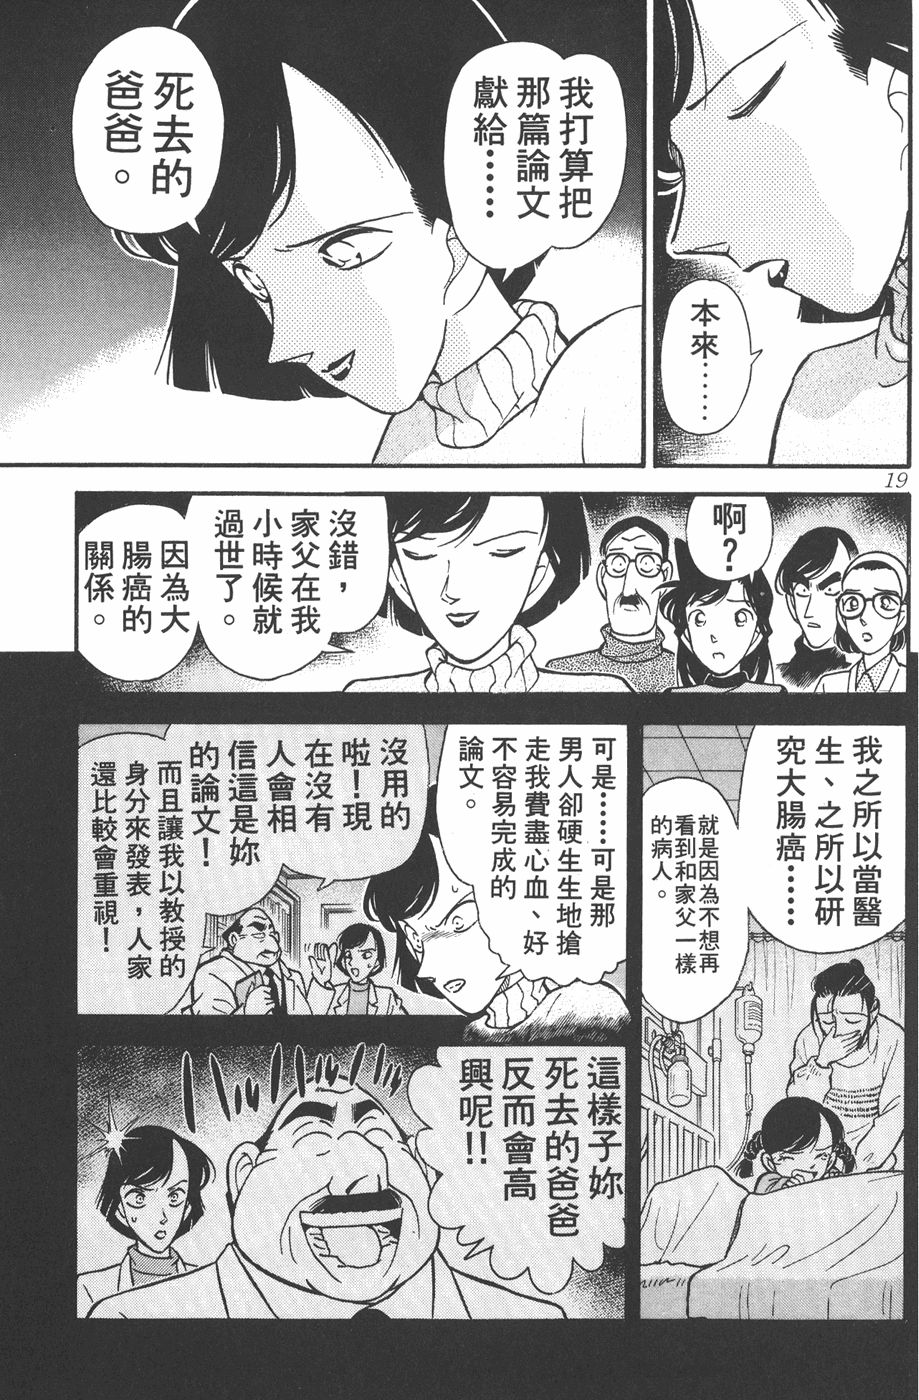 本來……
我打算把
那篇論文
獻給……
死去的
爸爸。
19
啊?
沒錯，
家父在我
小時候就
過世了。
因為大
腸癌的
關係。
我之所以當醫
生、之所以研
究大腸癌……
就是因為不想再
看到和家父一樣
的病人。
可是……可是那
男人卻硬生生地搶
走我費盡心血、好
不容易完成的
論文。
沒用的
啦！現
在沒有
人會相
信這是妳
的論文！
而且讓我以教授的
身分來發表，人家
還比較會重視！
這樣子妳
死去的爸爸
反而會高
興呢!!